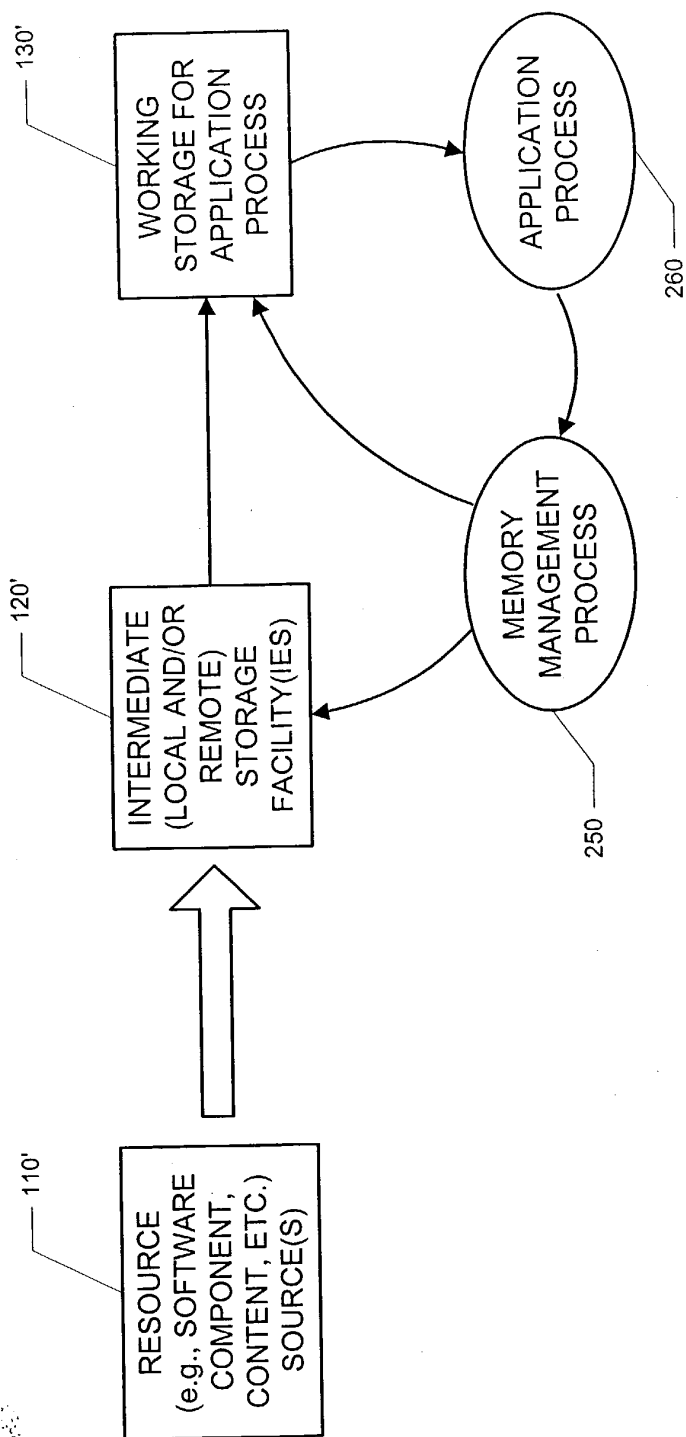 110'
RESOURCE
(e.g., SOFTWARE
COMPONENT,
CONTENT, ETC.)
SOURCE(S)
120'
INTERMEDIATE
(LOCAL AND/OR
REMOTE)
STORAGE
FACILITY(IES)
130'
WORKING
STORAGE FOR
APPLICATION
PROCESS
MEMORY
MANAGEMENT
PROCESS
250
APPLICATION
PROCESS
260